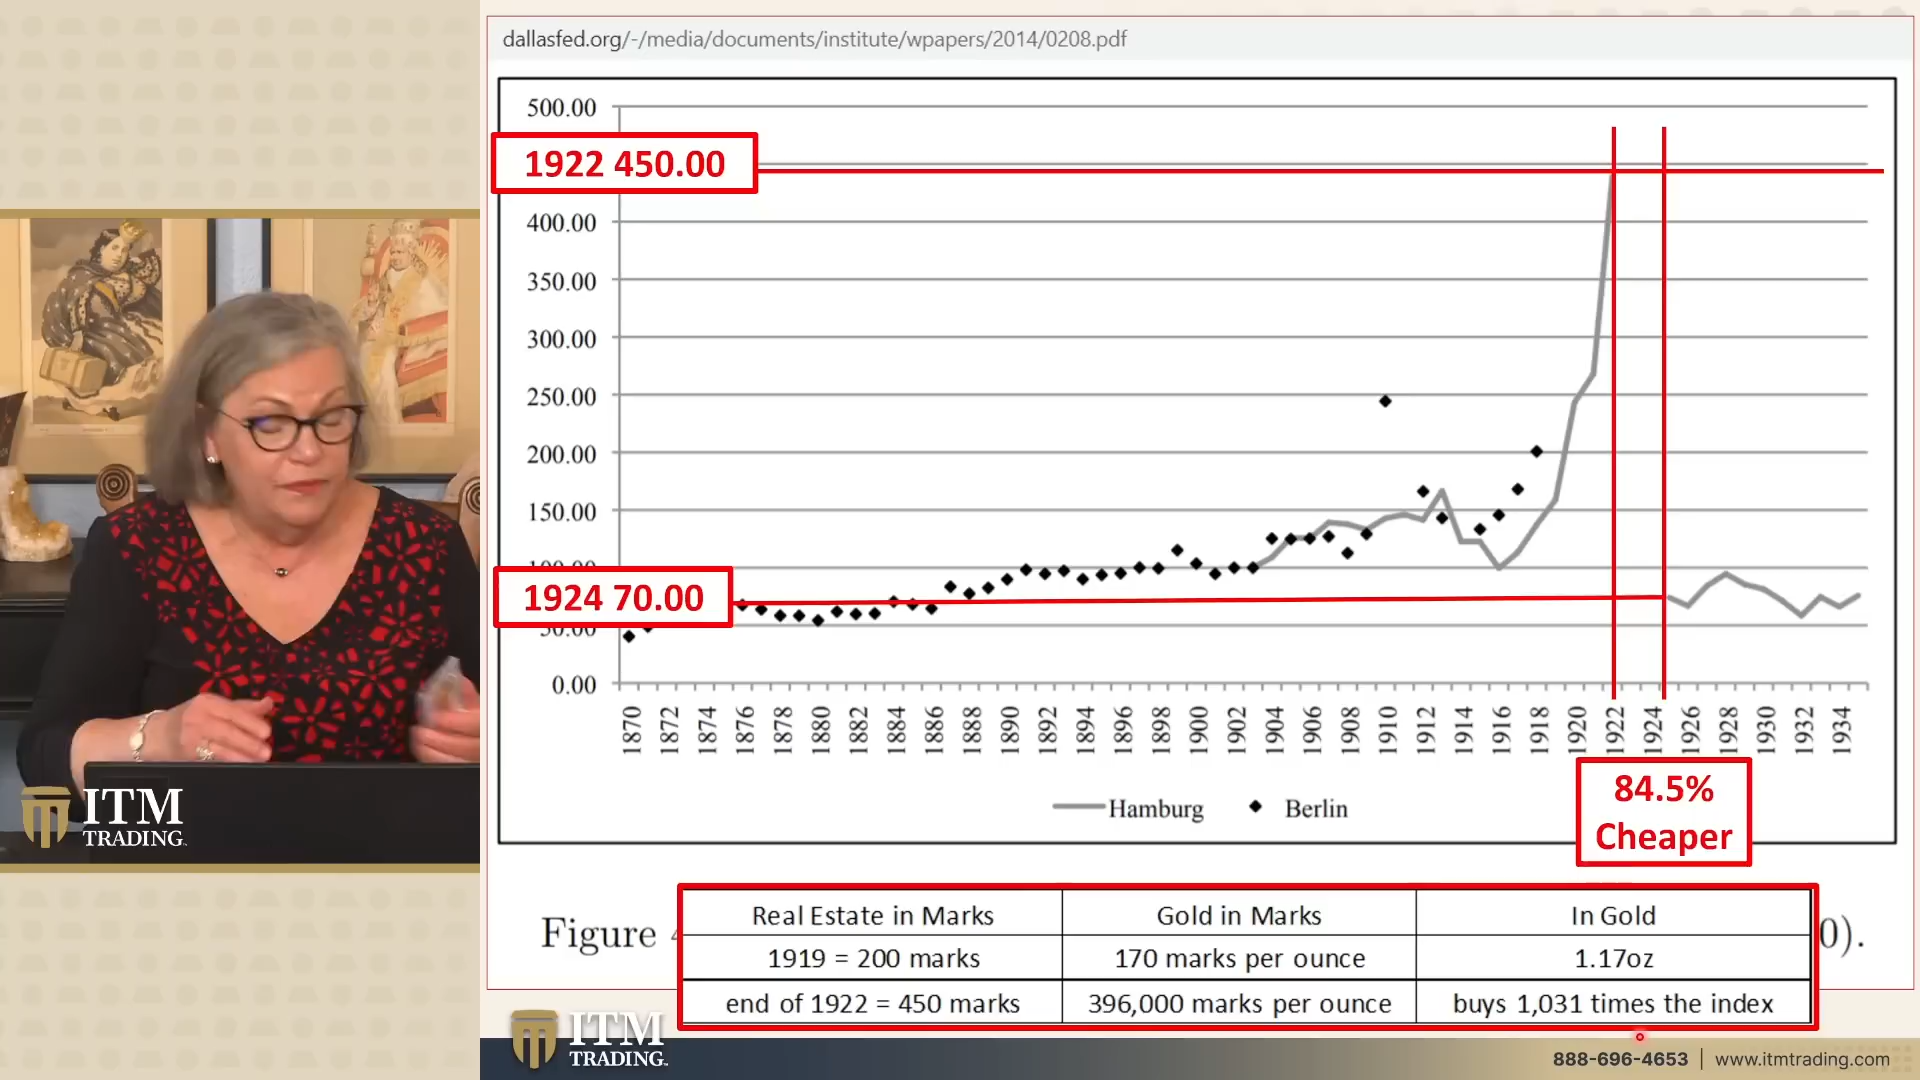 dallasfed.org/-/media/documents/institute/wpapers/2014/0208.pdf
500.00
1922 450.00
400.00
350.00
300.00
250.00
200.00
150.00
100.00
1924 70.00
50.00
0.00
1870 1872 1874 1876 1878 1880 1882 1884 1886 1888 1890 1892 1894 1896 1898 1900 1902 1904 1906 1908 1910 1912 1914 1916 1918 1920 1922 1924 1926 1928 1930 1932 1934
Hamburg Berlin
84.5%
Cheaper
Figure 0).
Real Estate in Marks Gold in Marks In Gold
1919 = 200 marks 170 marks per ounce 1.17oz
end of 1922 = 450 marks 396,000 marks per ounce buys 1,031 times the index
ITM
TRADING
ITM
TRADING
888-696-4653 | www.itmtrading.com